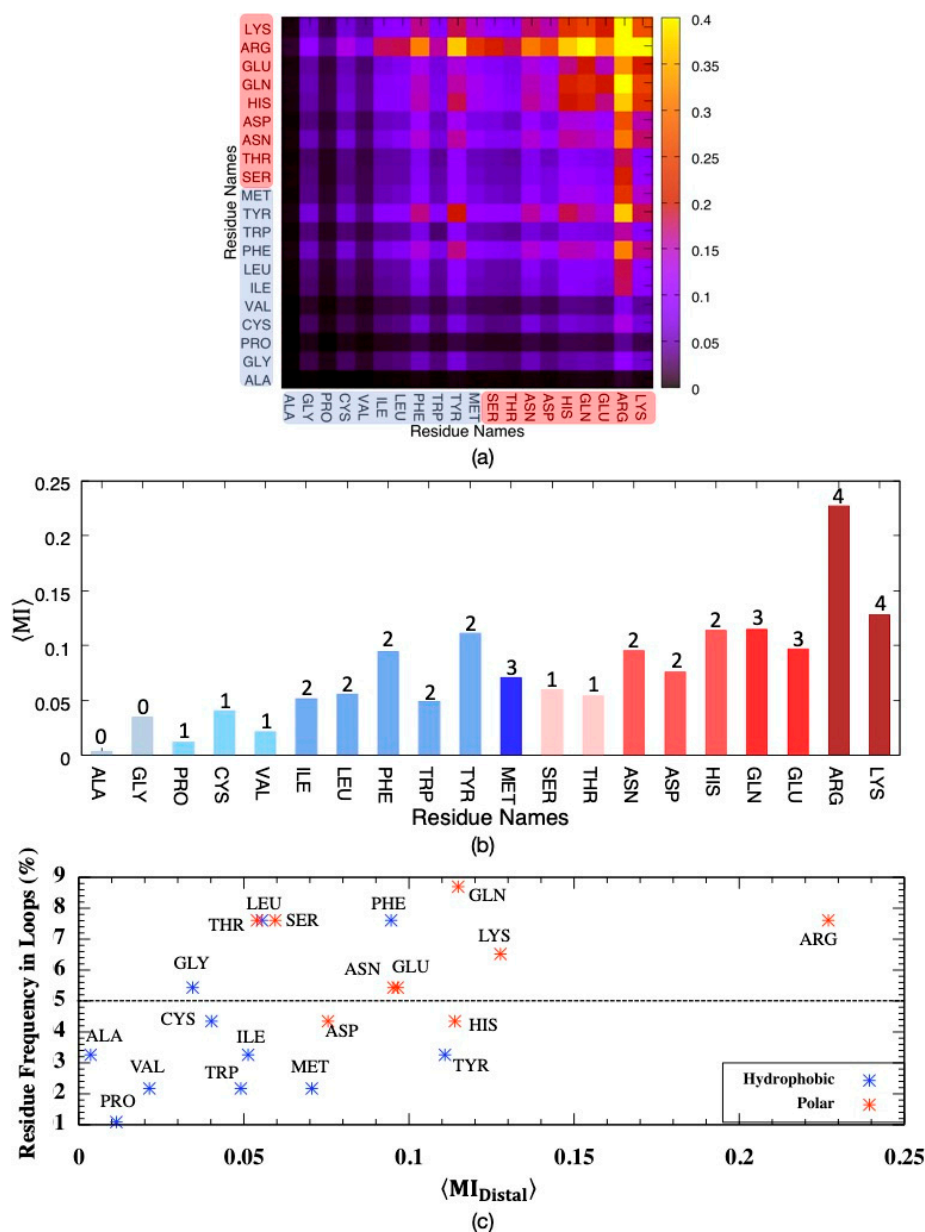 LYS
ARG
GLU
GLN
HIS
ASP
ASN
THR
SER
MET
TYR
TRP
PHE
LEU
ILE
VAL
CYS
PRO
GLY
ALA
Residue Names
0.4
0.35
0.3
0.25
0.2
0.15
0.1
0.05
0
ALA GLY PRO CYS VAL ILE LEU PHE TRP TYR MET SER THR ASN ASP HIS GLN GLU ARG LYS
Residue Names
(a)
0.25
0.2
0.15
0.1
0.05
0
⟨MI⟩
0 0 1 1 1 2 2 2 2 2 3 1 1 2 2 2 3 3 4 4
ALA GLY PRO CYS VAL ILE LEU PHE TRP TYR MET SER THR ASN ASP HIS GLN GLU ARG LYS
Residue Names
(b)
Residue Frequency in Loops (%)
9
8
7
6
5
4
3
2
1
GLN
LEU PHE
THR SER
LYS ARG
GLY ASN GLU
CYS ASP HIS
ALA ILE TYR
VAL TRP MET
PRO
Hydrophobic
Polar
0 0.05 0.1 0.15 0.2 0.25
⟨MI_Distal⟩
(c)